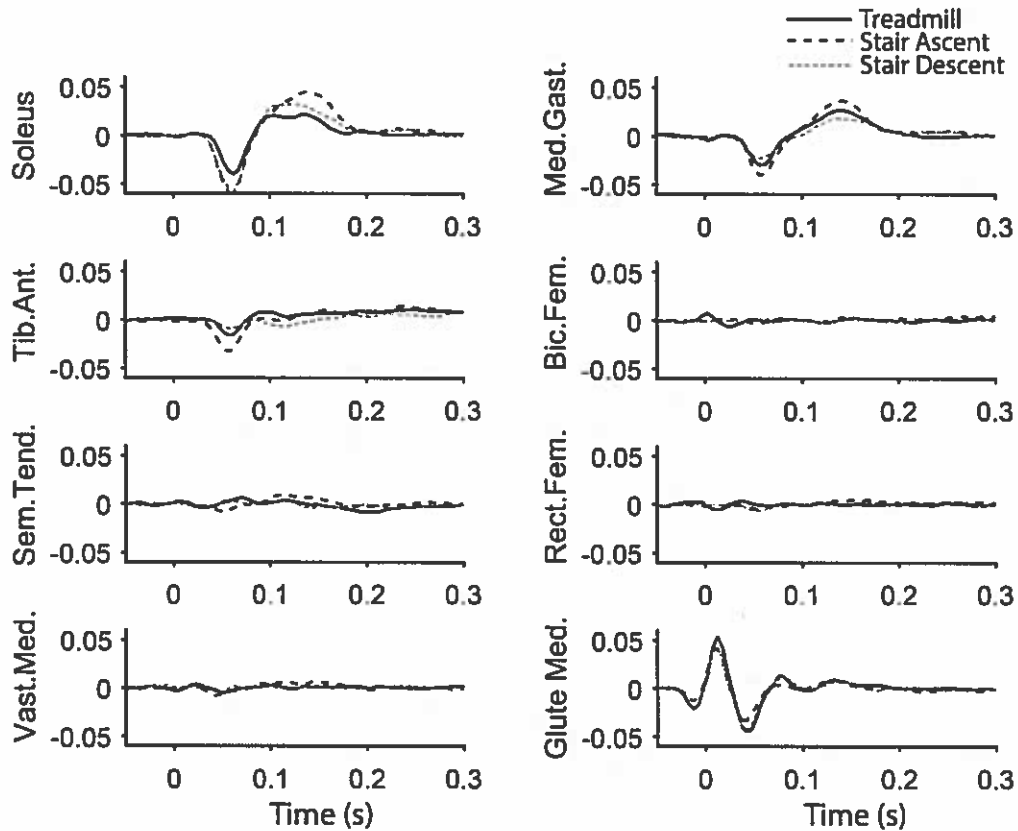 Treadmill
Stair Ascent
Stair Descent
Soleus
0.05
0
-0.05
0 0.1 0.2 0.3
Med.Gast.
0.05
0
-0.05
0 0.1 0.2 0.3
Tib.Ant.
0.05
0
-0.05
0 0.1 0.2 0.3
Bic.Fem.
0.05
0
-0.05
0 0.1 0.2 0.3
Sem.Tend.
0.05
0
-0.05
0 0.1 0.2 0.3
Rect.Fem.
0.05
0
-0.05
0 0.1 0.2 0.3
Vast.Med.
0.05
0
-0.05
0 0.1 0.2 0.3
Time (s)
Glute Med.
0.05
0
-0.05
0 0.1 0.2 0.3
Time (s)